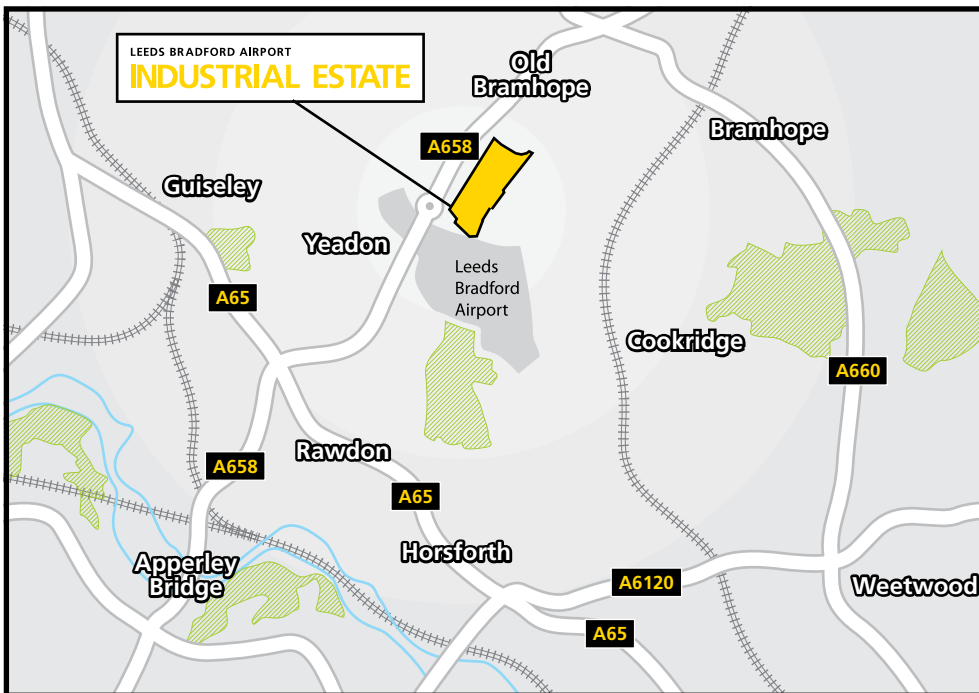 LEEDS BRADFORD AIRPORT
INDUSTRIAL ESTATE
Old
Bramhope
A658
Bramhope
Guiseley
Yeadon
Leeds
Bradford
Airport
A65
Cookridge
A660
Rawdon
A658
A65
Horsforth
Apperley
Bridge
A6120
Weetwood
A65